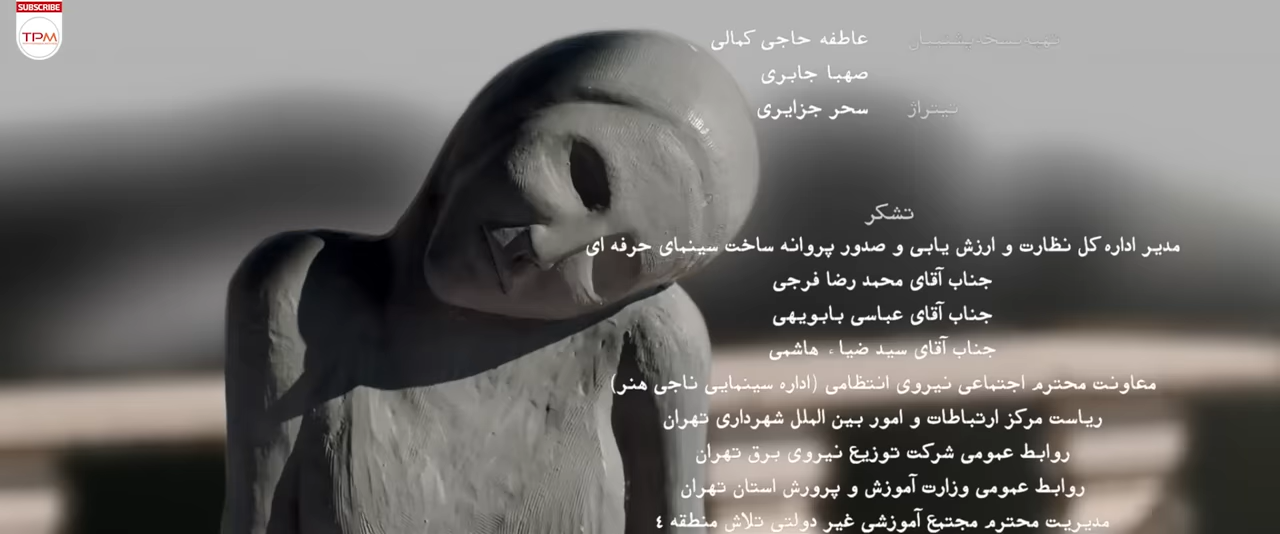 SUBSCRIBE
TPM
تهیه نسخه پشتیبان عاطفه حاجی کمالی
صهبا جابری
تیتراژ سحر جزایری
تشکر
مدیر اداره کل نظارت و ارزش یابی و صدور پروانه ساخت سینمای حرفه ای
جناب آقای محمد رضا فرجی
جناب آقای عباسی بابویهی
جناب آقای سید ضیاء هاشمی
معاونت محترم اجتماعی نیروی انتظامی (اداره سینمایی ناجی هنر)
ریاست مرکز ارتباطات و امور بین الملل شهرداری تهران
روابط عمومی شرکت توزیع نیروی برق تهران
روابط عمومی وزارت آموزش و پرورش استان تهران
مدیریت محترم مجتمع آموزشی غیر دولتی تلاش منطقه ٤